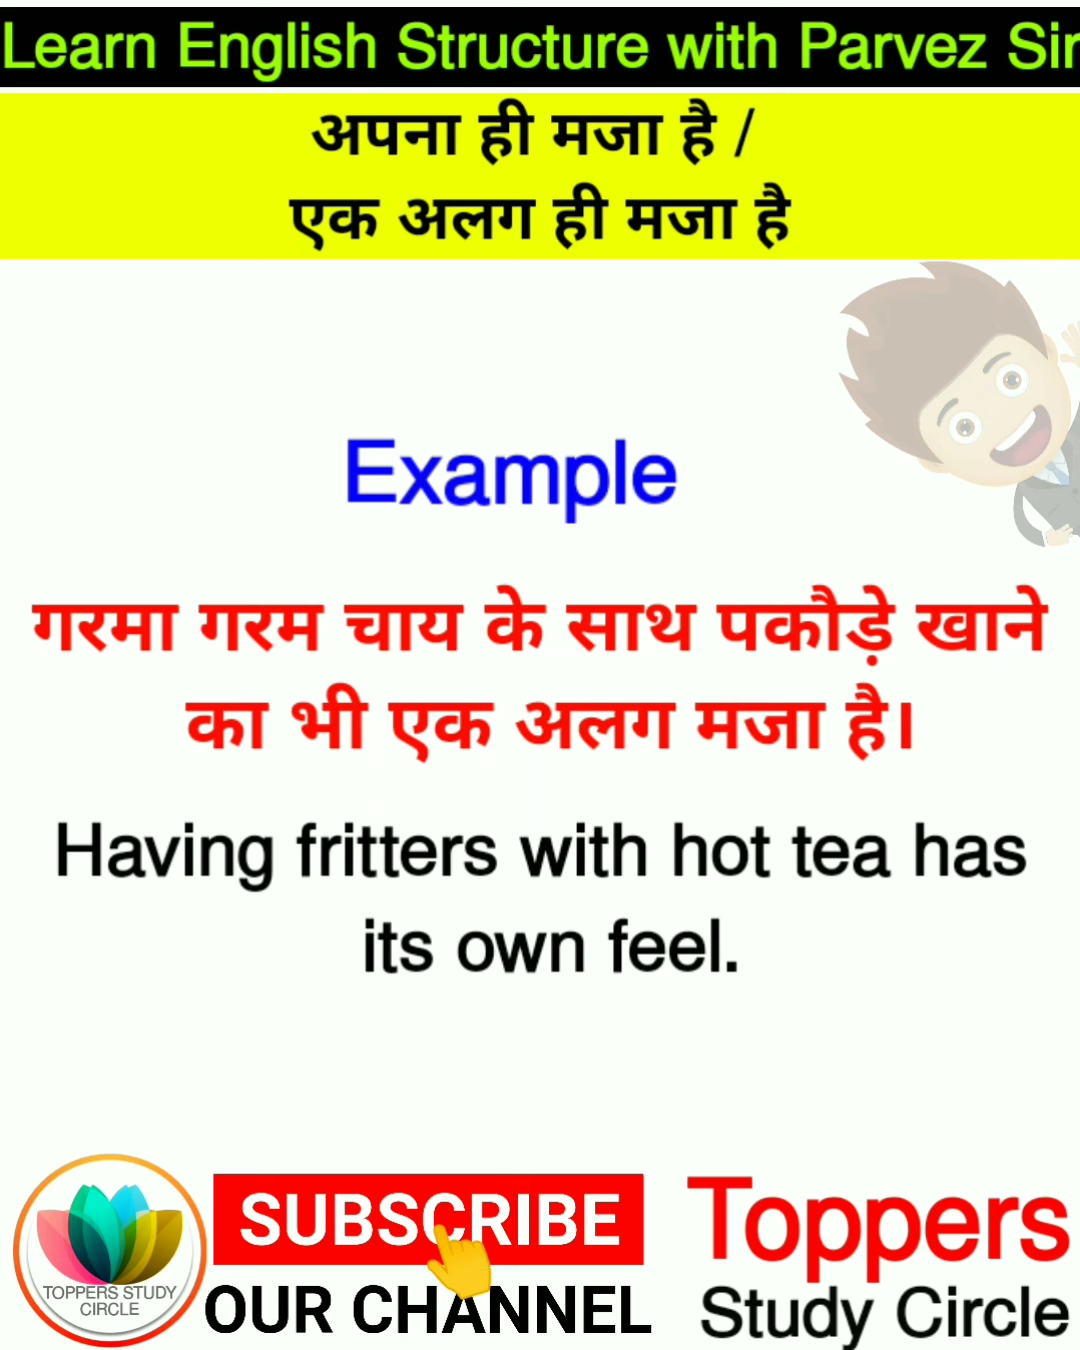 Learn English Structure with Parvez Sir
अपना ही मजा है /
एक अलग ही मजा है
Example
गरमा गरम चाय के साथ पकौड़े खाने
का भी एक अलग मजा है।
Having fritters with hot tea has
its own feel.
TOPPERS STUDY
CIRCLE
SUBSCRIBE
OUR CHANNEL
Toppers
Study Circle